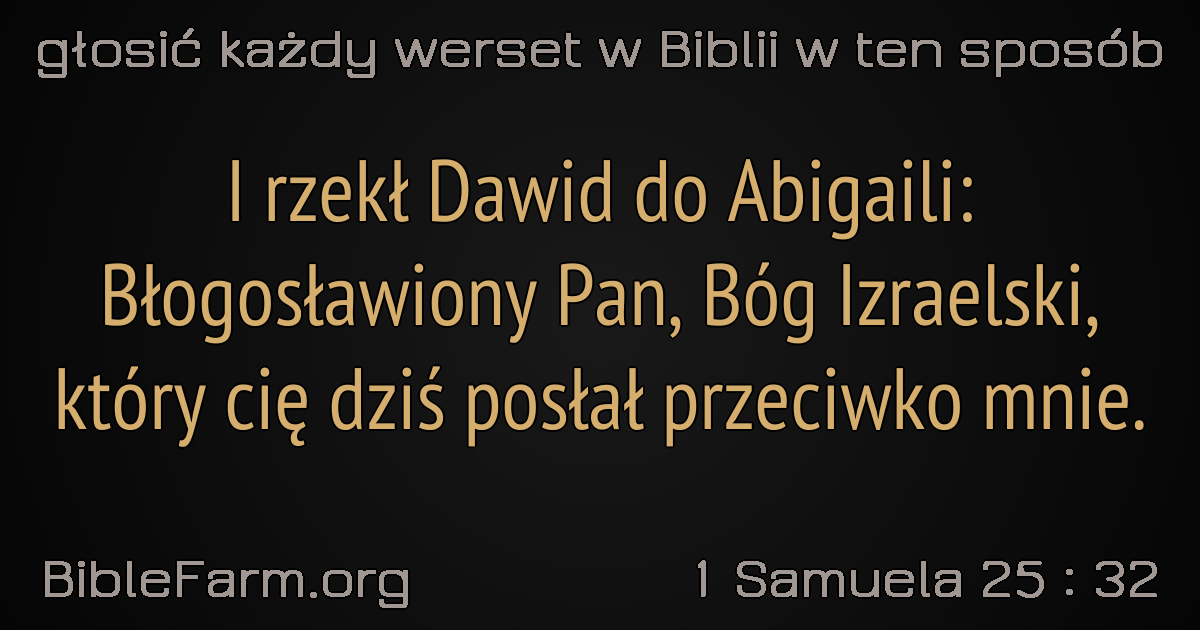 głosić każdy werset w Biblii w ten sposób
I rzekł Dawid do Abigaili:
Błogosławiony Pan, Bóg Izraelski,
który cię dziś posłał przeciwko mnie.
BibleFarm.org
1 Samuela 25 : 32